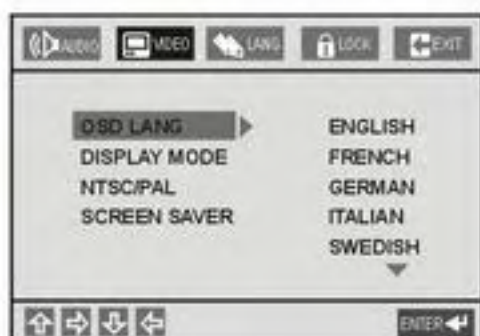 AUDIO VIDEO LANG LOCK EXIT
OSD LANG ENGLISH
DISPLAY MODE FRENCH
NTSC/PAL GERMAN
SCREEN SAVER ITALIAN
SWEDISH
ENTER